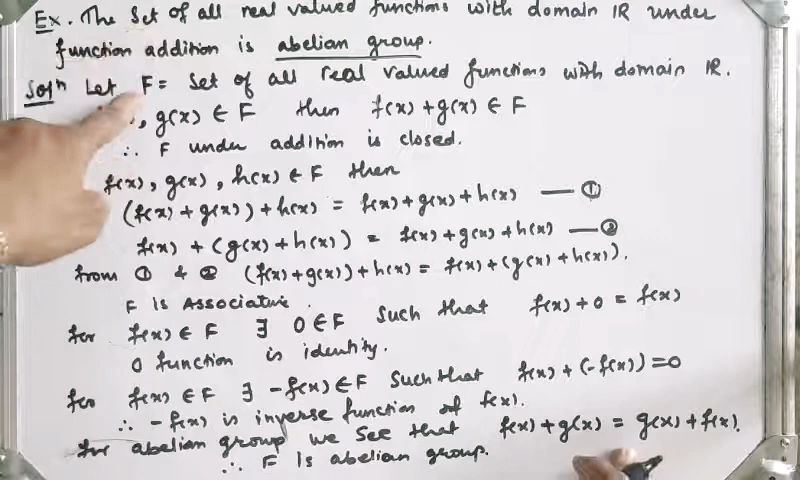 Ex. The set of all real valued functions with domain IR under
function addition is abelian group.
Solⁿ Let F = set of all real valued functions with domain IR.
, g(x) ∈ F then f(x) + g(x) ∈ F
∴ F under addition is closed.
f(x), g(x), h(x) ∈ F then
(f(x) + g(x)) + h(x) = f(x) + g(x) + h(x) — ①
f(x) + (g(x) + h(x)) = f(x) + g(x) + h(x) — ②
from ① & ② (f(x) + g(x)) + h(x) = f(x) + (g(x) + h(x)).
F is Associative.
for f(x) ∈ F ∃ 0 ∈ F such that f(x) + 0 = f(x)
0 function is identity.
for f(x) ∈ F ∃ -f(x) ∈ F such that f(x) + (-f(x)) = 0
∴ -f(x) is inverse function of f(x).
for abelian group we see that f(x) + g(x) = g(x) + f(x).
∴ F is abelian group.